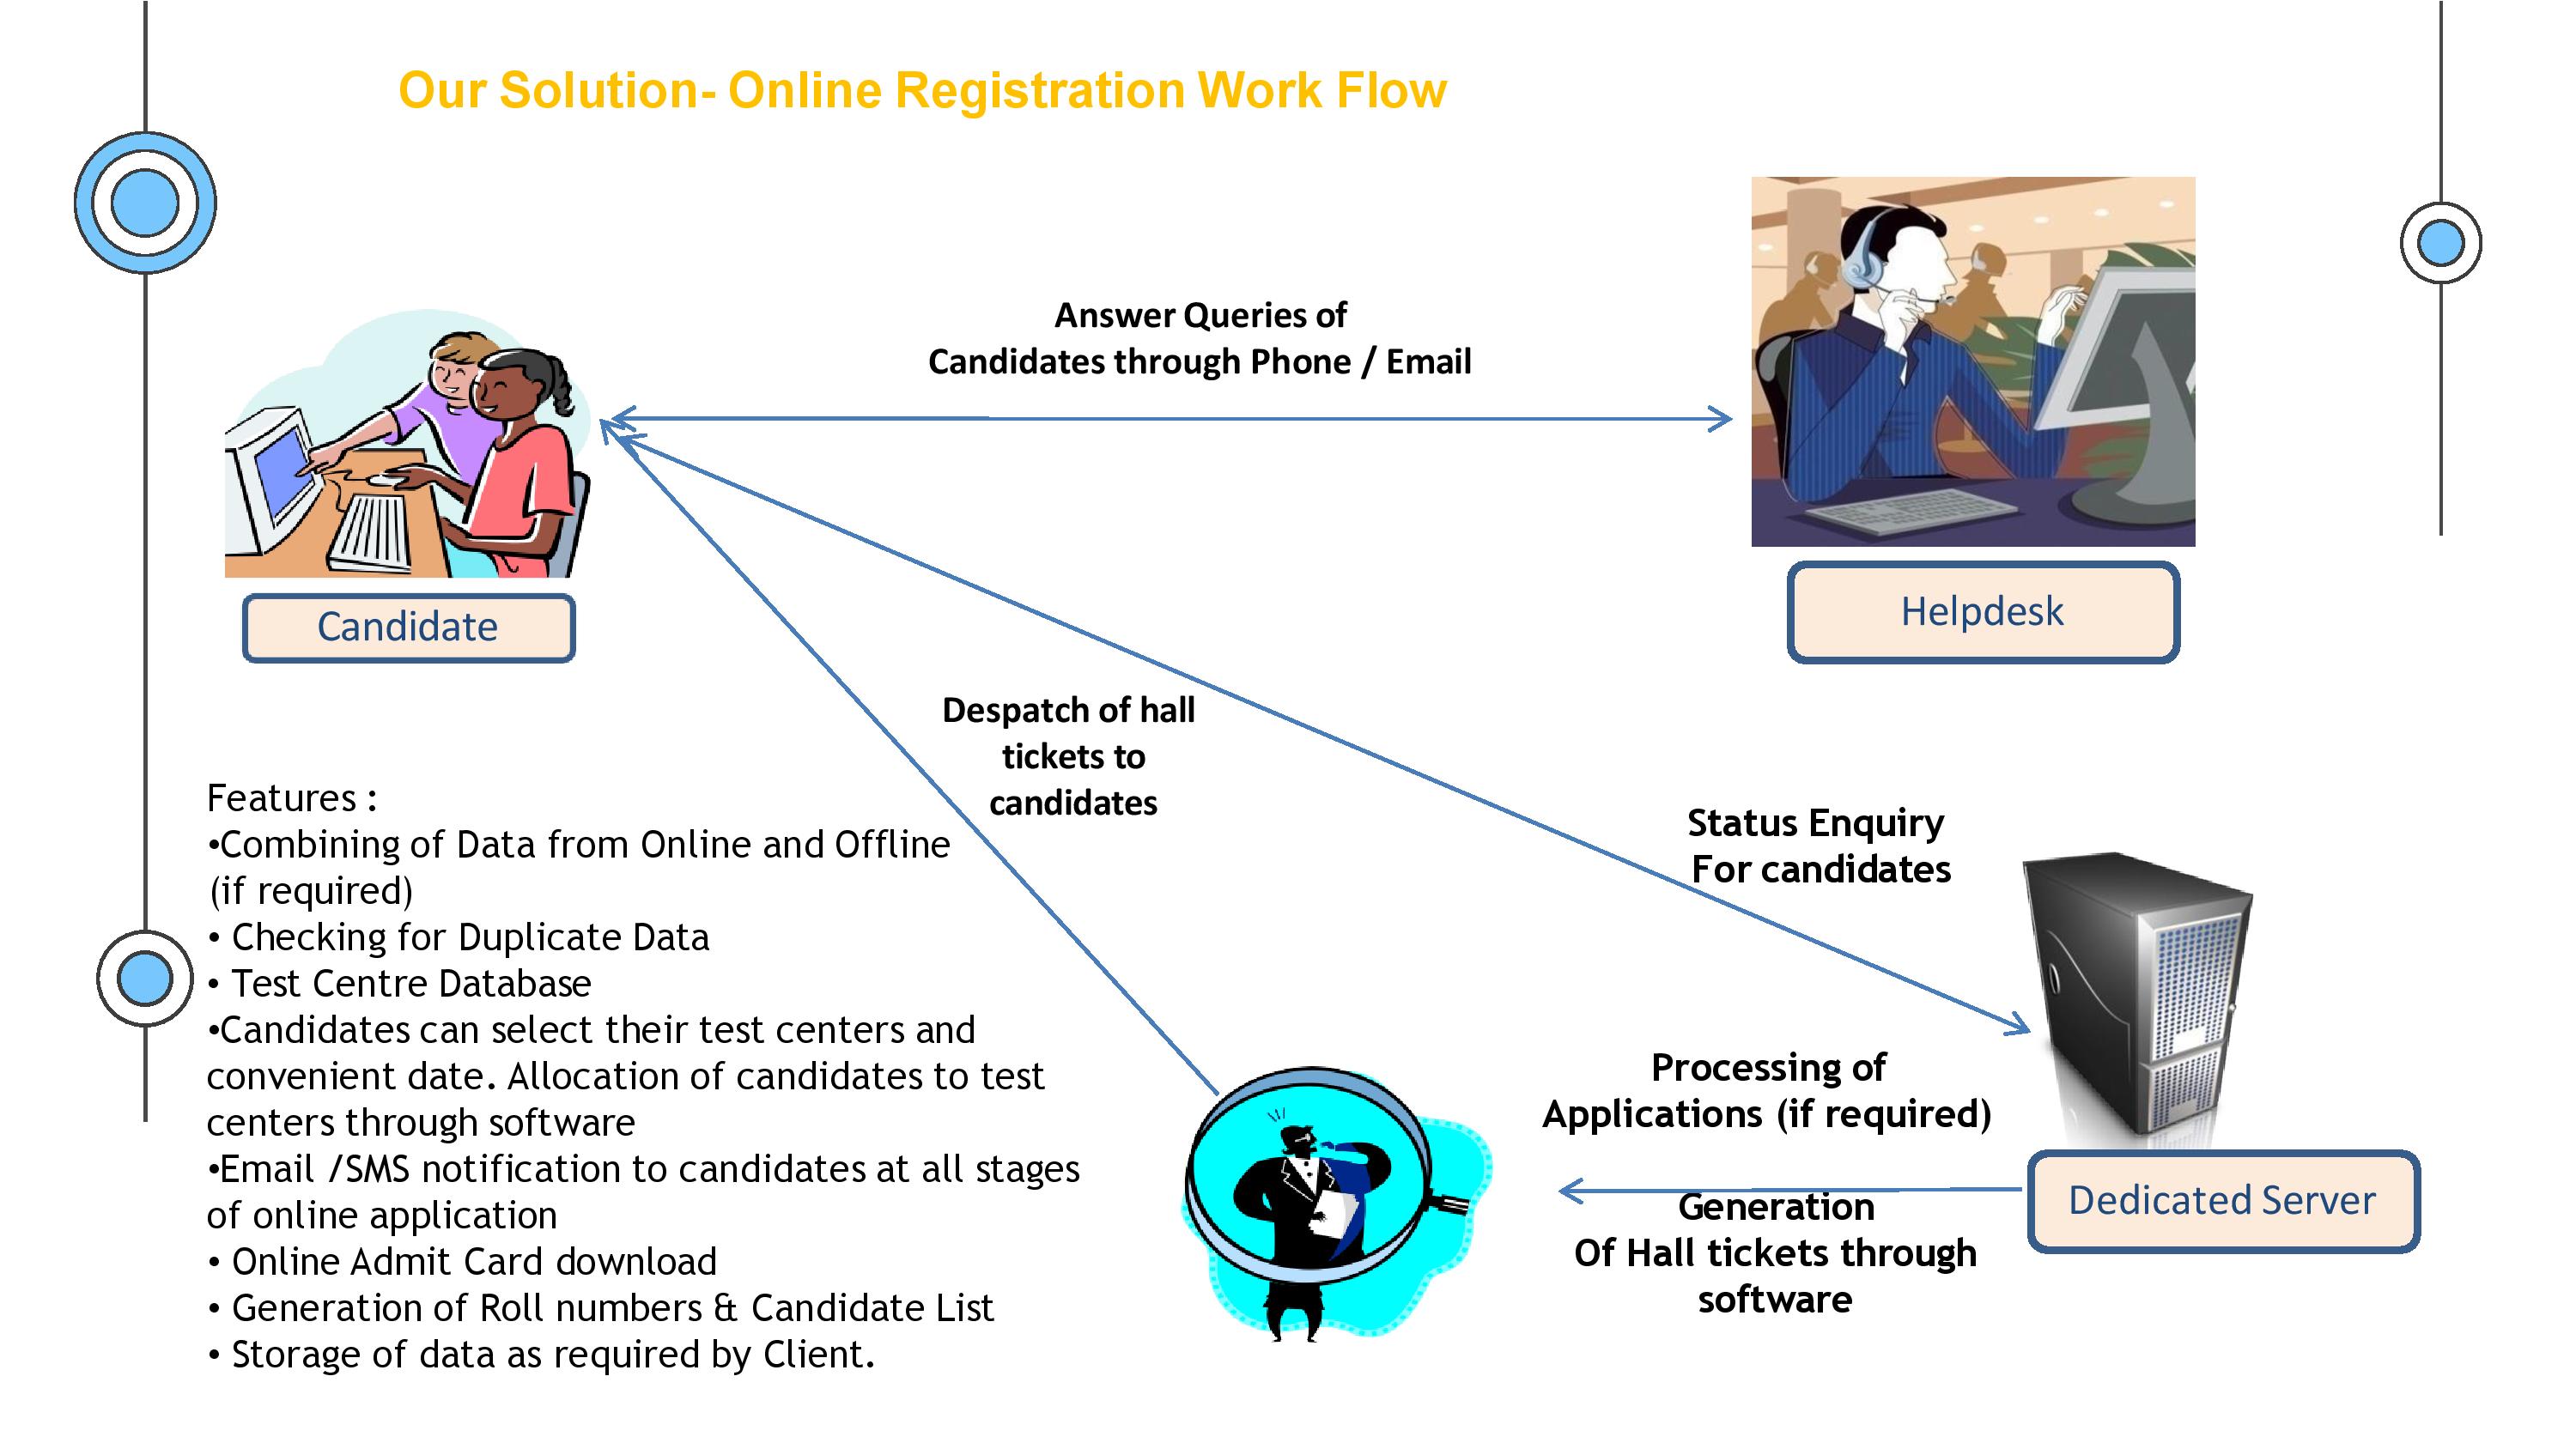 Our Solution- Online Registration Work Flow
Answer Queries of
Candidates through Phone / Email
Candidate
Helpdesk
Despatch of hall
tickets to
candidates
Status Enquiry
For candidates
Features :
•Combining of Data from Online and Offline
(if required)
• Checking for Duplicate Data
• Test Centre Database
•Candidates can select their test centers and
convenient date. Allocation of candidates to test
centers through software
•Email /SMS notification to candidates at all stages
of online application
• Online Admit Card download
• Generation of Roll numbers & Candidate List
• Storage of data as required by Client.
Processing of
Applications (if required)
Dedicated Server
Generation
Of Hall tickets through
software